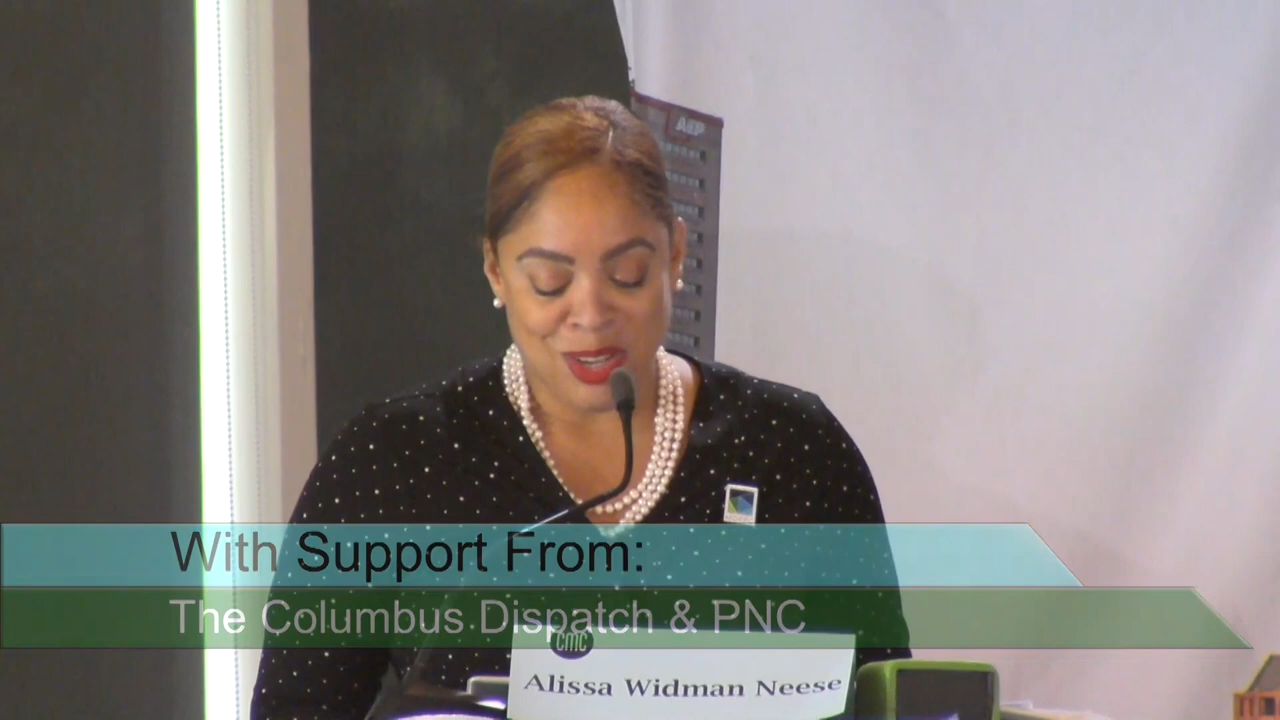 AEP
With Support From:
The Columbus Dispatch & PNC
cmc
Alissa Widman Neese